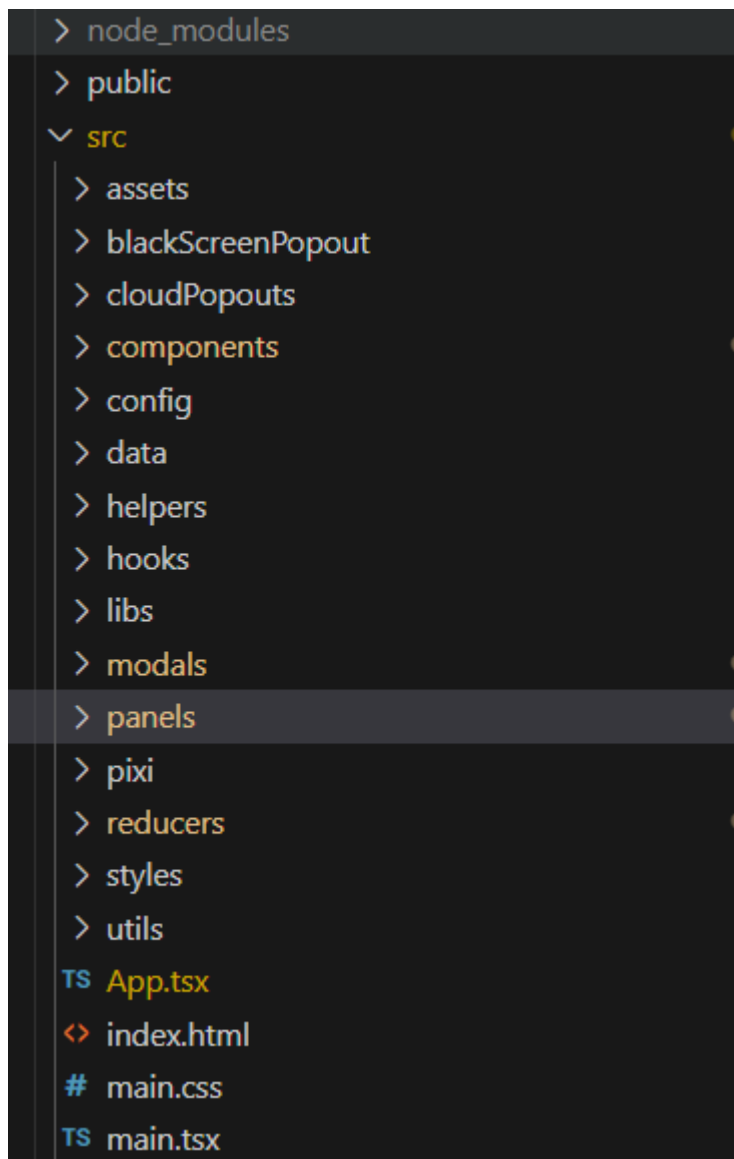 node_modules
public
src
assets
blackScreenPopout
cloudPopouts
components
config
data
helpers
hooks
libs
modals
panels
pixi
reducers
styles
utils
TS App.tsx
<> index.html
# main.css
TS main.tsx